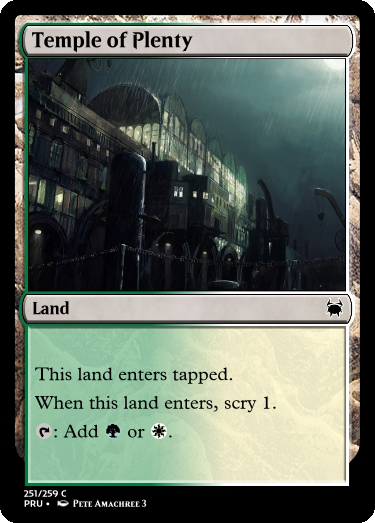 Temple of Plenty
Land
This land enters tapped.
When this land enters, scry 1.
: Add or .
251/259 C
PRU • Pete Amachree 3